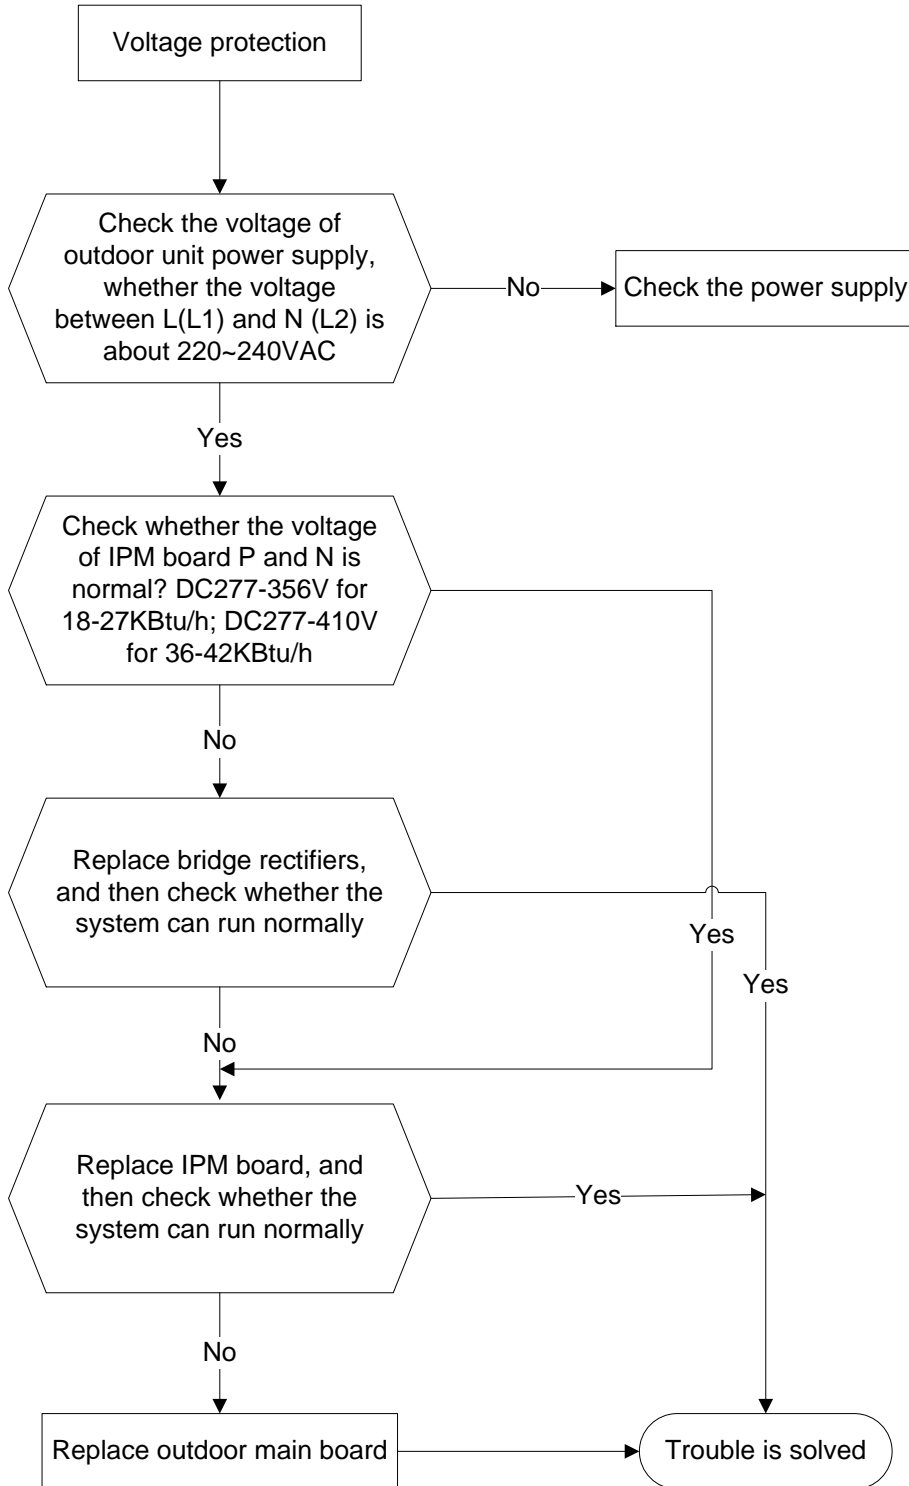 Voltage protection
Check the voltage of
outdoor unit power supply,
whether the voltage
between L(L1) and N (L2) is
about 220~240VAC
No
Check the power supply
Yes
Check whether the voltage
of IPM board P and N is
normal? DC277-356V for
18-27KBtu/h; DC277-410V
for 36-42KBtu/h
No
Replace bridge rectifiers,
and then check whether the
system can run normally
Yes
Yes
No
Replace IPM board, and
then check whether the
system can run normally
Yes
No
Replace outdoor main board
Trouble is solved